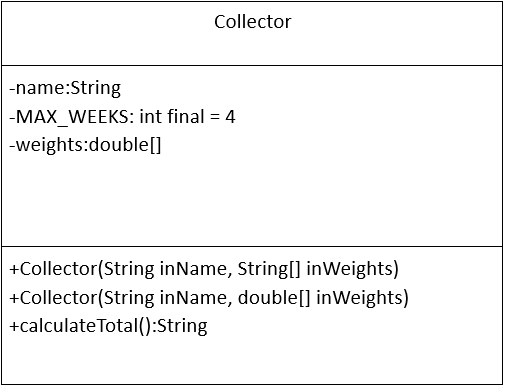 Collector
-name:String
-MAX_WEEKS: int final = 4
-weights:double[]
+Collector(String inName, String[] inWeights)
+Collector(String inName, double[] inWeights)
+calculateTotal():String